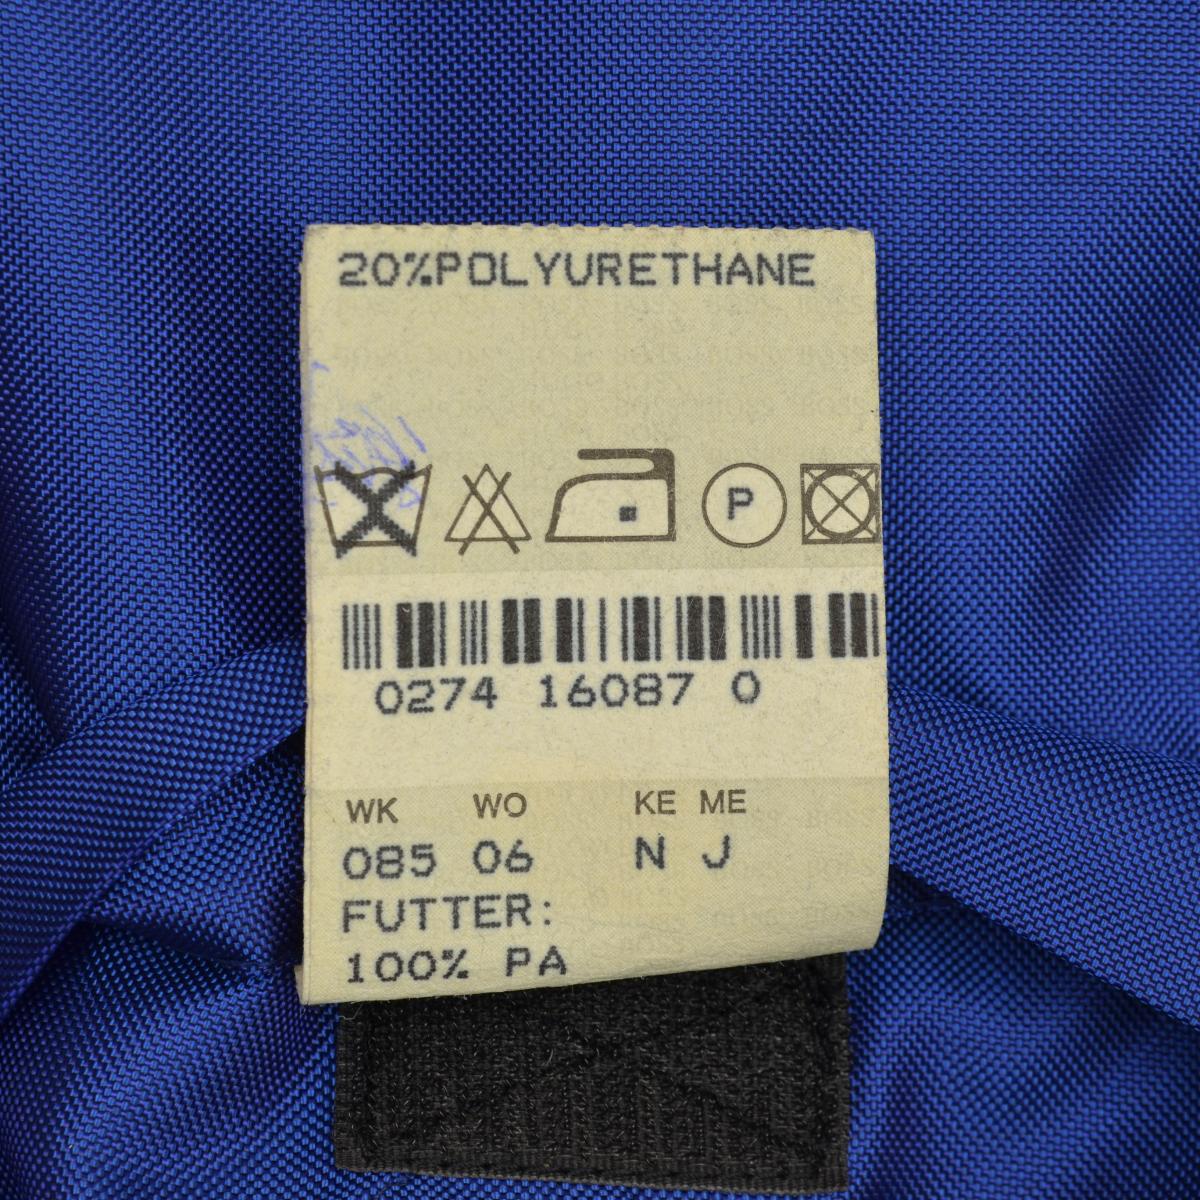 20%POLYURETHANE
P
0274 16087 0
WK WO KE ME
085 06 N J
FUTTER:
100% PA